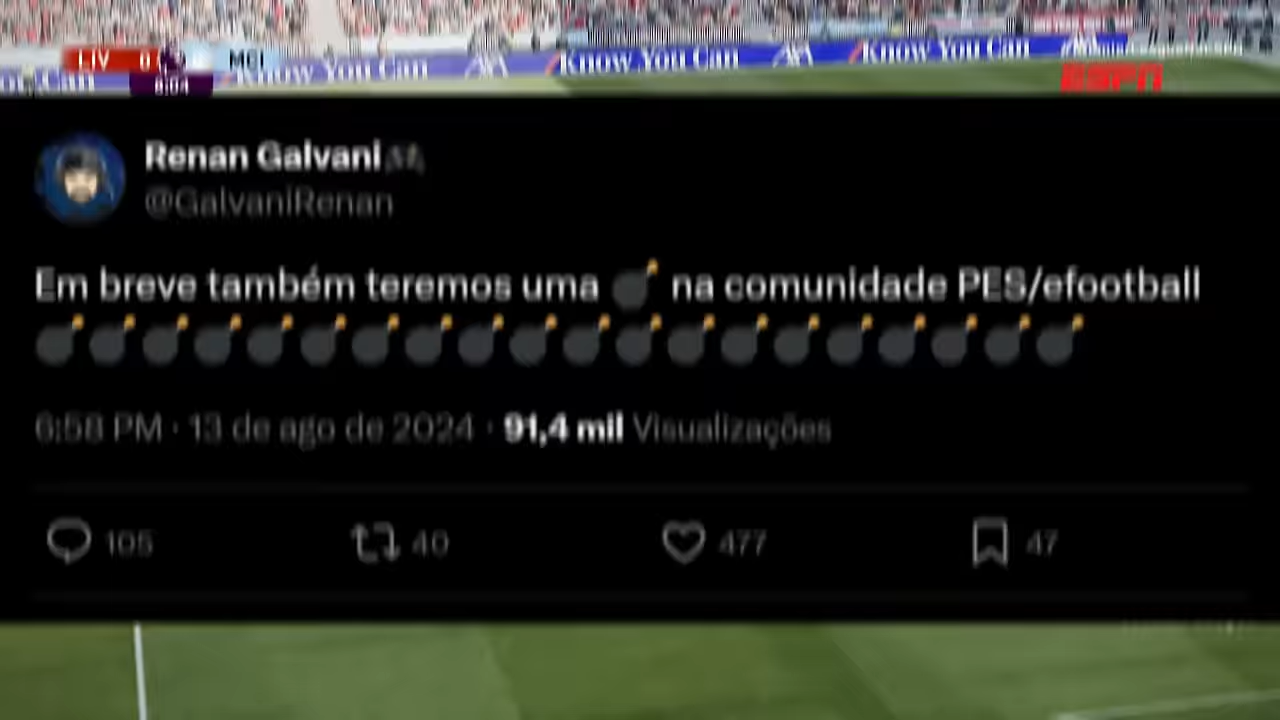 LIV 0 MCI
8:04
Know You Can Know You Can Know You Can
ESPN
Renan Galvani
@GalvaniRenan
Em breve também teremos uma 💣 na comunidade PES/efootball
💣💣💣💣💣💣💣💣💣💣💣💣💣💣💣💣💣💣💣💣
6:58 PM · 13 de ago de 2024 · 91,4 mil Visualizações
105 40 477 47